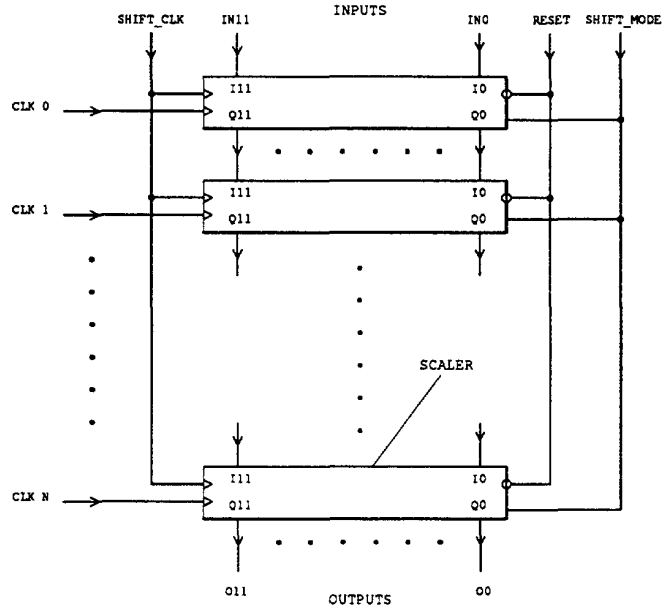 INPUTS
SHIFT_CLK IN11 IN0 RESET SHIFT_MODE
I11 I0
CLK 0
Q11 Q0
I11 I0
CLK 1
Q11 Q0
SCALER
I11 I0
CLK N
Q11 Q0
O11 O0
OUTPUTS